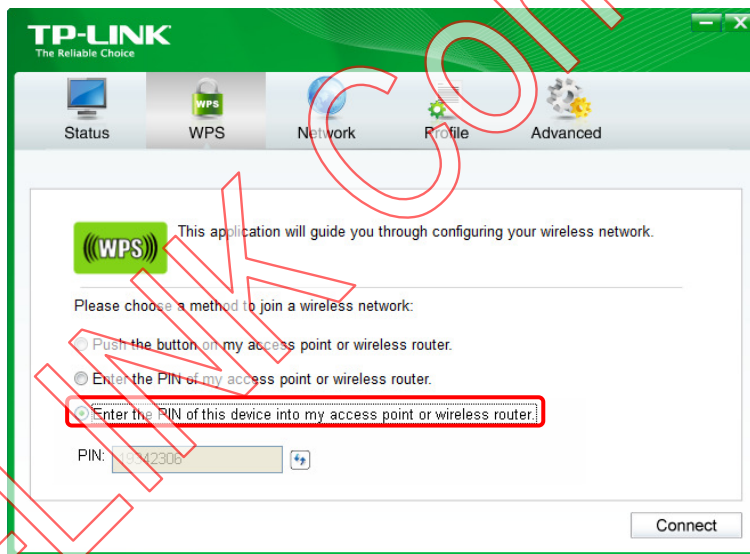 TP-LINK
The Reliable Choice
Status WPS Network Profile Advanced
WPS
This application will guide you through configuring your wireless network.
Please choose a method to join a wireless network:
Push the button on my access point or wireless router.
Enter the PIN of my access point or wireless router.
Enter the PIN of this device into my access point or wireless router.
PIN: 19342306
Connect